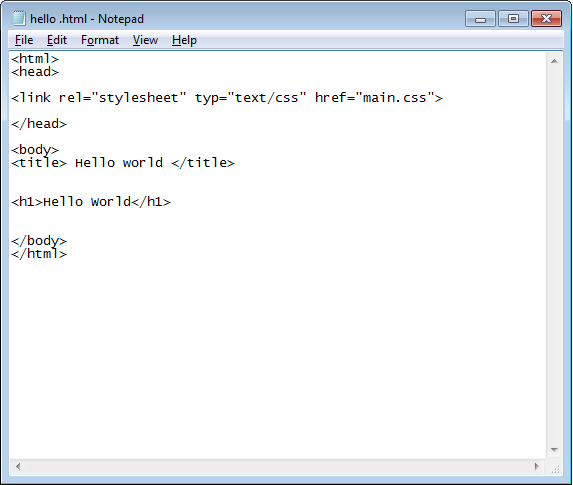 hello .html - Notepad
File Edit Format View Help
<html>
<head>
<link rel="stylesheet" typ="text/css" href="main.css">
</head>
<body>
<title> Hello world </title>
<h1>Hello World</h1>
</body>
</html>